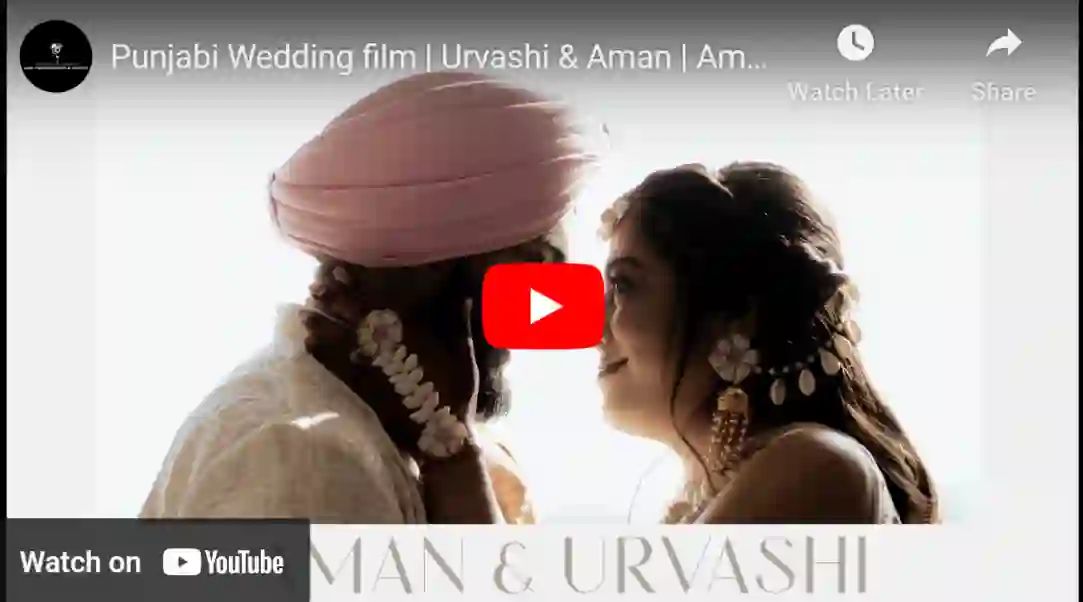 Punjabi Wedding film | Urvashi & Aman | Am...
Watch Later
Share
Watch on YouTube
MAN & URVASHI